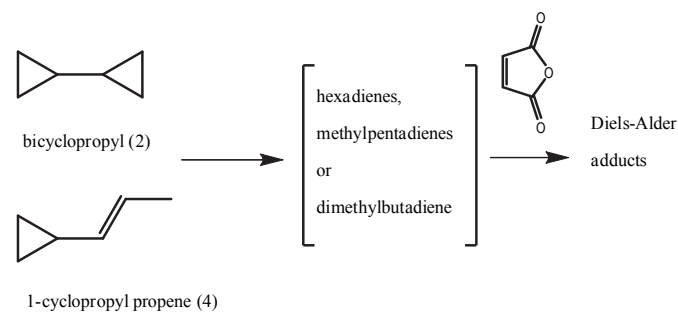 bicyclopropyl (2)
1-cyclopropyl propene (4)
hexadienes,
methylpentadienes
or
dimethylbutadiene
O
O
O
Diels-Alder
adducts